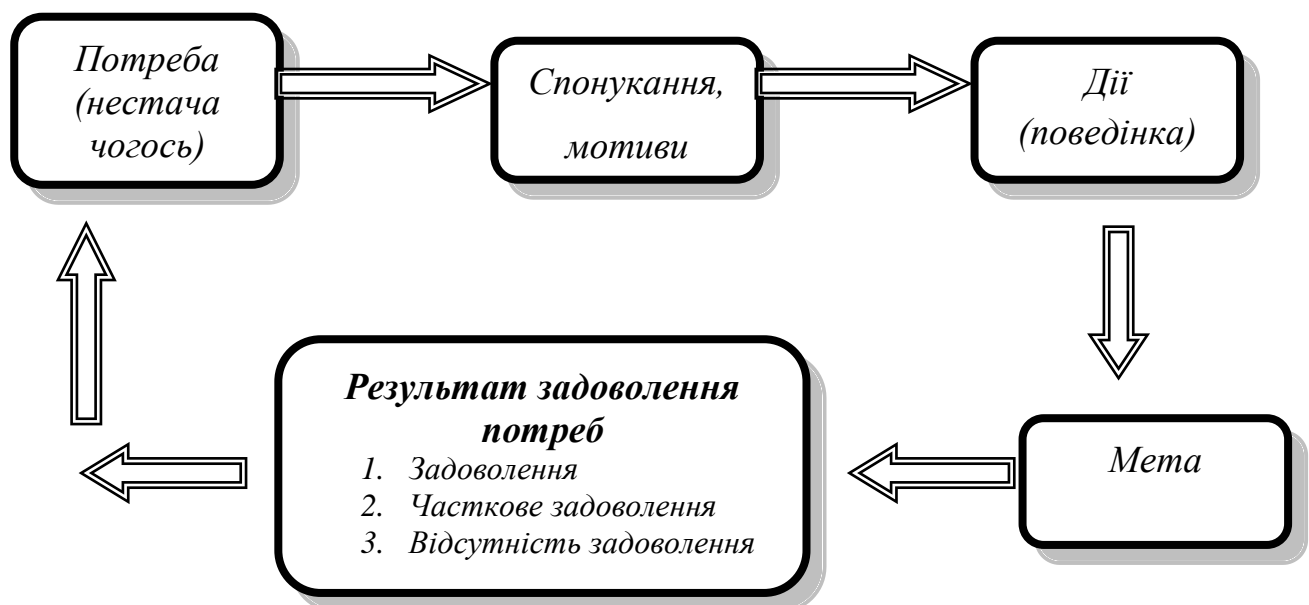 Потреба
(нестача
чогось)
Спонукання,
мотиви
Дії
(поведінка)
Результат задоволення
потреб
1. Задоволення
2. Часткове задоволення
3. Відсутність задоволення
Мета